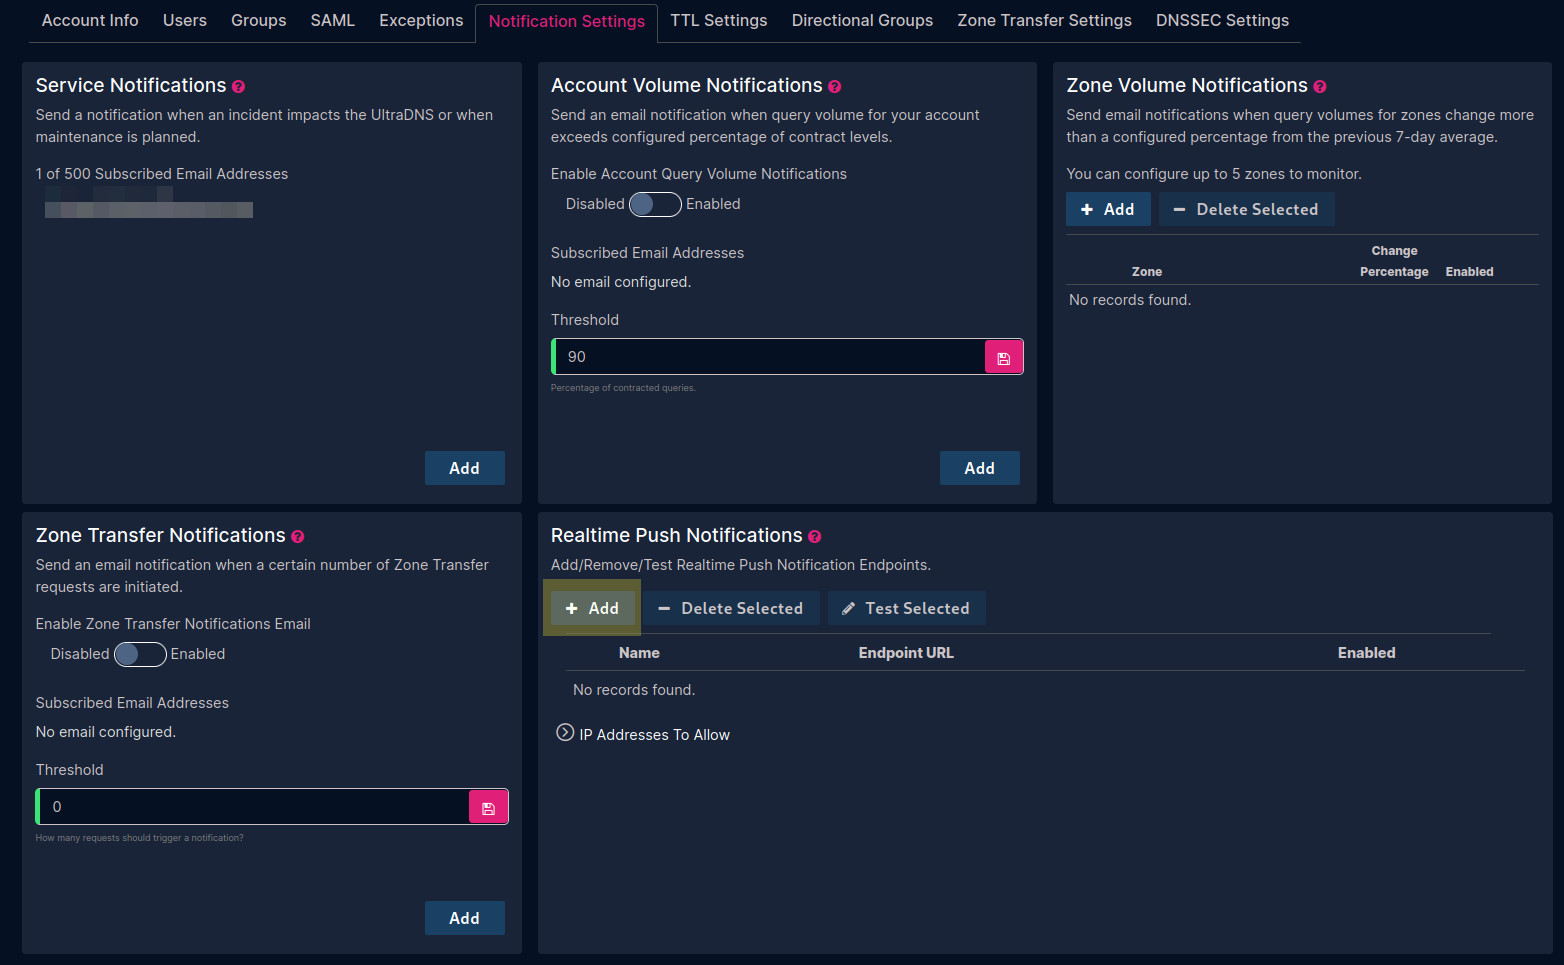 Account Info Users Groups SAML Exceptions Notification Settings TTL Settings Directional Groups Zone Transfer Settings DNSSEC Settings
Service Notifications
Send a notification when an incident impacts the UltraDNS or when
maintenance is planned.
1 of 500 Subscribed Email Addresses
Add
Account Volume Notifications
Send an email notification when query volume for your account
exceeds configured percentage of contract levels.
Enable Account Query Volume Notifications
Disabled Enabled
Subscribed Email Addresses
No email configured.
Threshold
90
Percentage of contracted queries.
Add
Zone Volume Notifications
Send email notifications when query volumes for zones change more
than a configured percentage from the previous 7-day average.
You can configure up to 5 zones to monitor.
Add Delete Selected
Change
Zone Percentage Enabled
No records found.
Zone Transfer Notifications
Send an email notification when a certain number of Zone Transfer
requests are initiated.
Enable Zone Transfer Notifications Email
Disabled Enabled
Subscribed Email Addresses
No email configured.
Threshold
0
How many requests should trigger a notification?
Add
Realtime Push Notifications
Add/Remove/Test Realtime Push Notification Endpoints.
Add Delete Selected Test Selected
Name Endpoint URL Enabled
No records found.
IP Addresses To Allow